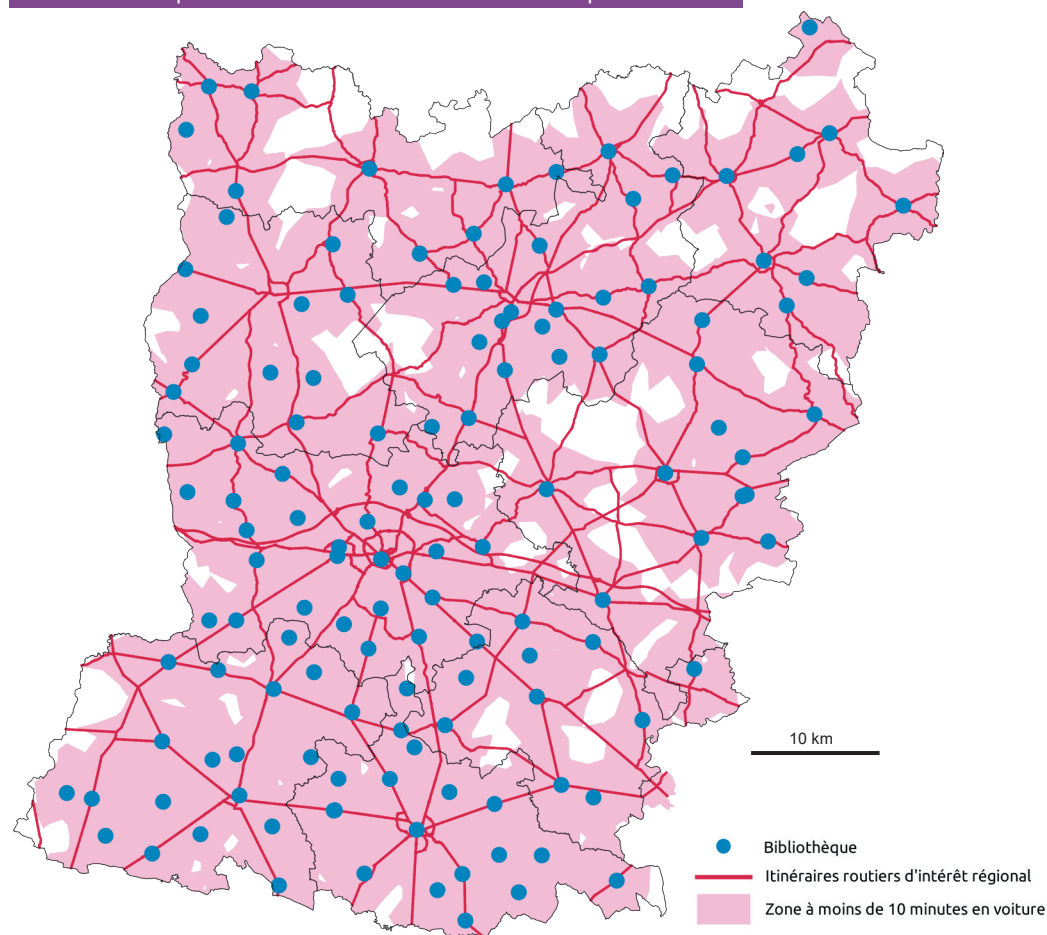 10 km
Bibliothèque
Itinéraires routiers d'intérêt régional
Zone à moins de 10 minutes en voiture